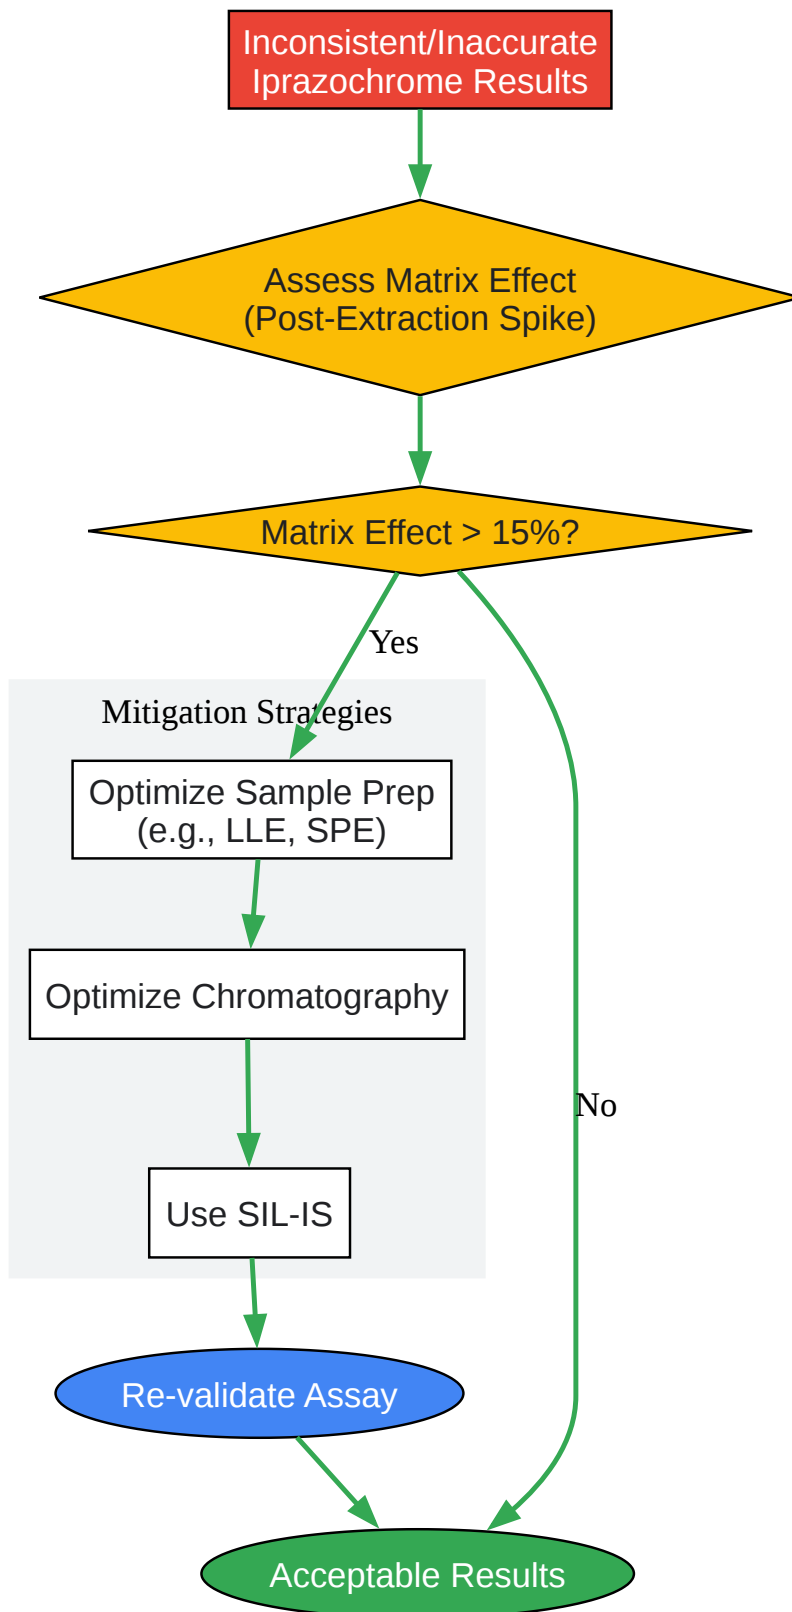 Inconsistent/Inaccurate
Iprazochrome Results
Assess Matrix Effect
(Post-Extraction Spike)
Matrix Effect > 15%?
Yes
Mitigation Strategies
Optimize Sample Prep
(e.g., LLE, SPE)
Optimize Chromatography
No
Use SIL-IS
Re-validate Assay
Acceptable Results